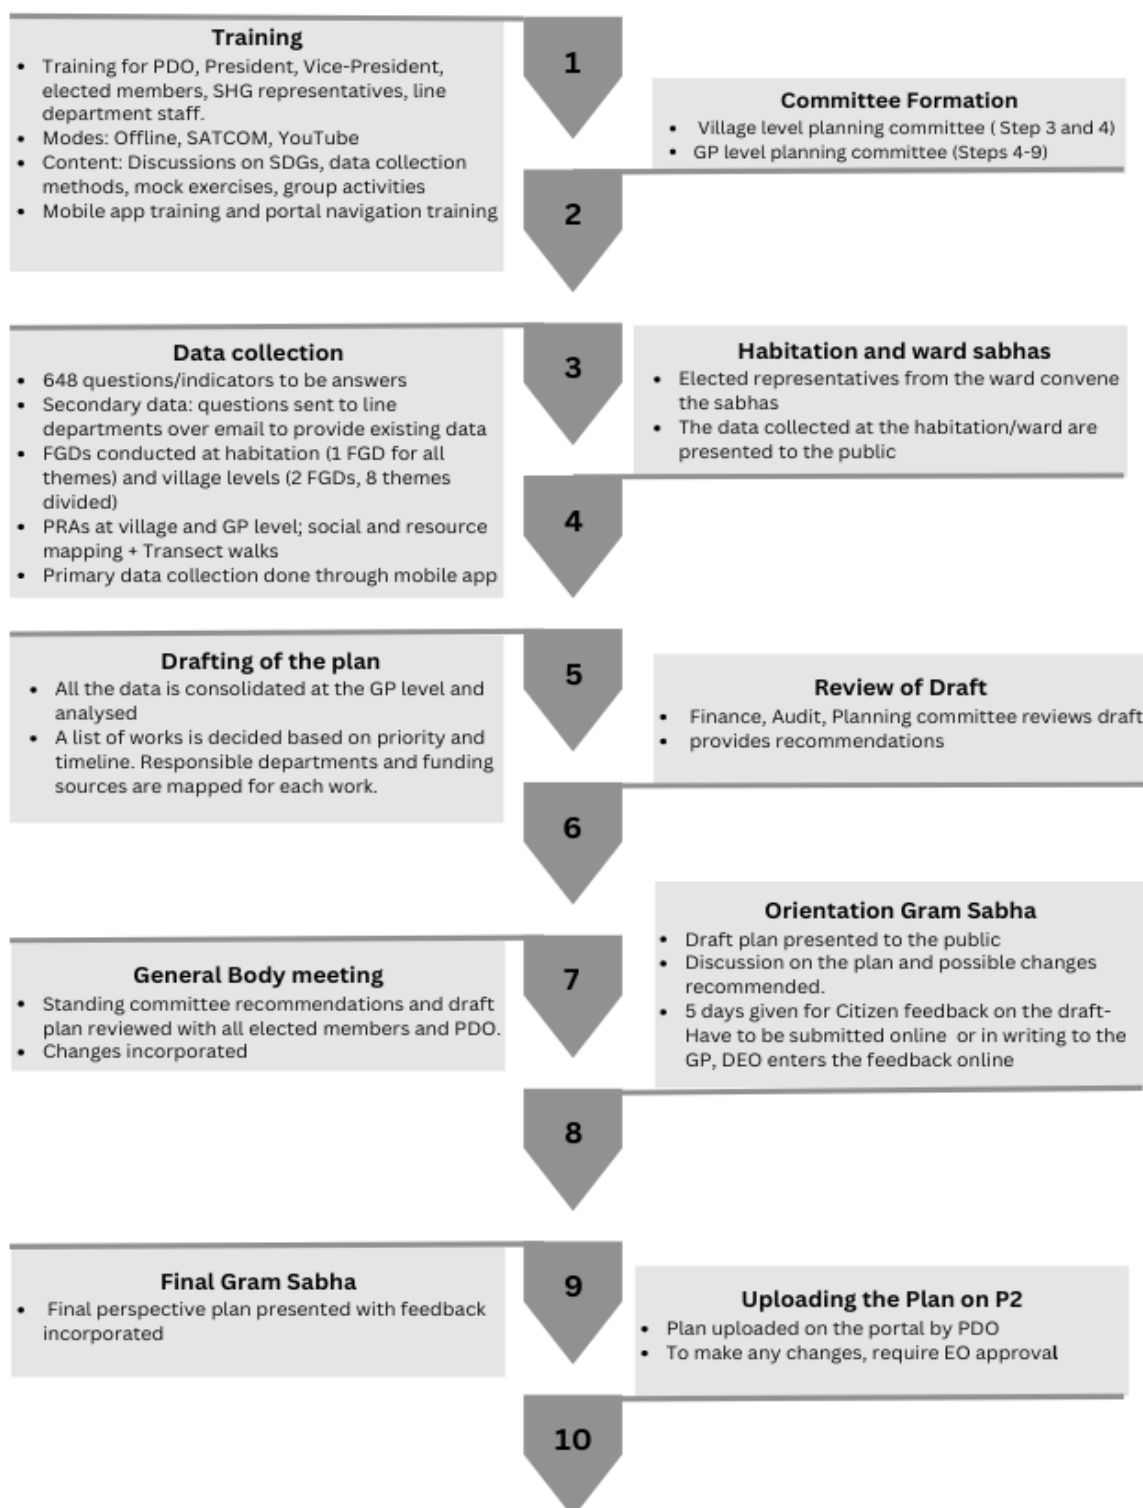 Training
• Training for PDO, President, Vice-President,
elected members, SHG representatives, line
department staff.
• Modes: Offline, SATCOM, YouTube
• Content: Discussions on SDGs, data collection
methods, mock exercises, group activities
• Mobile app training and portal navigation training
1
Committee Formation
• Village level planning committee ( Step 3 and 4)
• GP level planning committee (Steps 4-9)
2
Data collection
• 648 questions/indicators to be answers
• Secondary data: questions sent to line
departments over email to provide existing data
• FGDs conducted at habitation (1 FGD for all
themes) and village levels (2 FGDs, 8 themes
divided)
• PRAs at village and GP level; social and resource
mapping + Transect walks
• Primary data collection done through mobile app
3
Habitation and ward sabhas
• Elected representatives from the ward convene
the sabhas
• The data collected at the habitation/ward are
presented to the public
4
Drafting of the plan
• All the data is consolidated at the GP level and
analysed
• A list of works is decided based on priority and
timeline. Responsible departments and funding
sources are mapped for each work.
5
Review of Draft
• Finance, Audit, Planning committee reviews draft
• provides recommendations
6
General Body meeting
• Standing committee recommendations and draft
plan reviewed with all elected members and PDO.
• Changes incorporated
7
Orientation Gram Sabha
• Draft plan presented to the public
• Discussion on the plan and possible changes
recommended.
• 5 days given for Citizen feedback on the draft-
Have to be submitted online or in writing to the
GP, DEO enters the feedback online
8
Final Gram Sabha
• Final perspective plan presented with feedback
incorporated
9
Uploading the Plan on P2
• Plan uploaded on the portal by PDO
• To make any changes, require EO approval
10